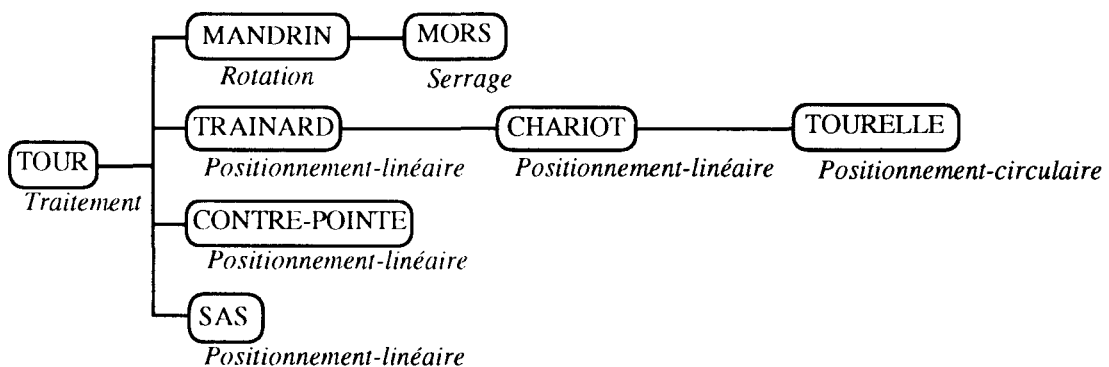 MANDRIN MORS
Rotation Serrage
TRAINARD CHARIOT TOURELLE
TOUR
Positionnement-linéaire Positionnement-linéaire Positionnement-circulaire
Traitement
CONTRE-POINTE
Positionnement-linéaire
SAS
Positionnement-linéaire